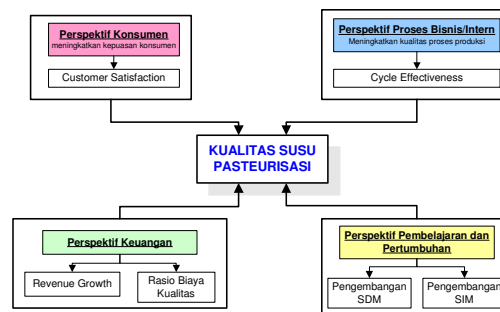 Perspektif Konsumen
meningkatkan kepuasan konsumen
Customer Satisfaction
Perspektif Proses Bisnis/Intern
Meningkatkan kualitas proses produksi
Cycle Effectiveness
KUALITAS SUSU
PASTEURISASI
Perspektif Keuangan
Revenue Growth
Rasio Biaya
Kualitas
Perspektif Pembelajaran dan
Pertumbuhan
Pengembangan
SDM
Pengembangan
SIM